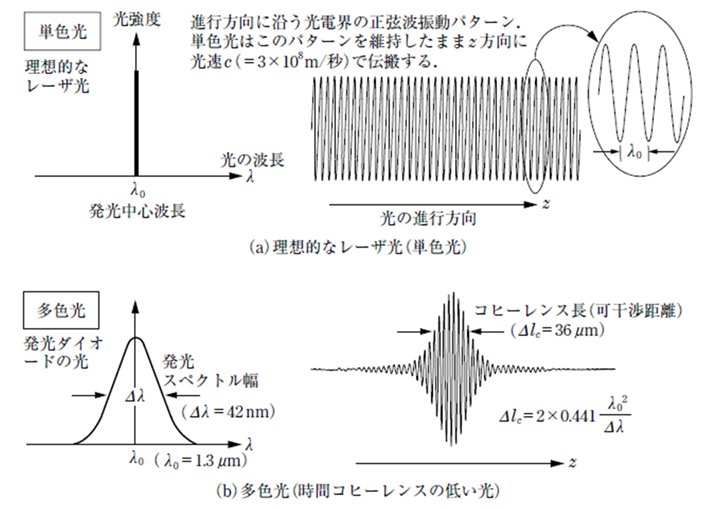 単色光
光強度
理想的な
レーザ光
光の波長
λ
λ₀
発光中心波長
進行方向に沿う光電界の正弦波振動パターン．
単色光はこのパターンを維持したままz方向に
光速c（=3×10⁸m/秒）で伝搬する．
λ₀
z
光の進行方向
(a)理想的なレーザ光(単色光)
多色光
発光ダイオ
ードの光
発光
スペクトル幅
Δλ
(Δλ=42nm)
λ
λ₀ (λ₀=1.3μm)
コヒーレンス長(可干渉距離)
(Δl_c=36μm)
Δl_c=2×0.441 λ₀²/Δλ
z
(b)多色光(時間コヒーレンスの低い光)